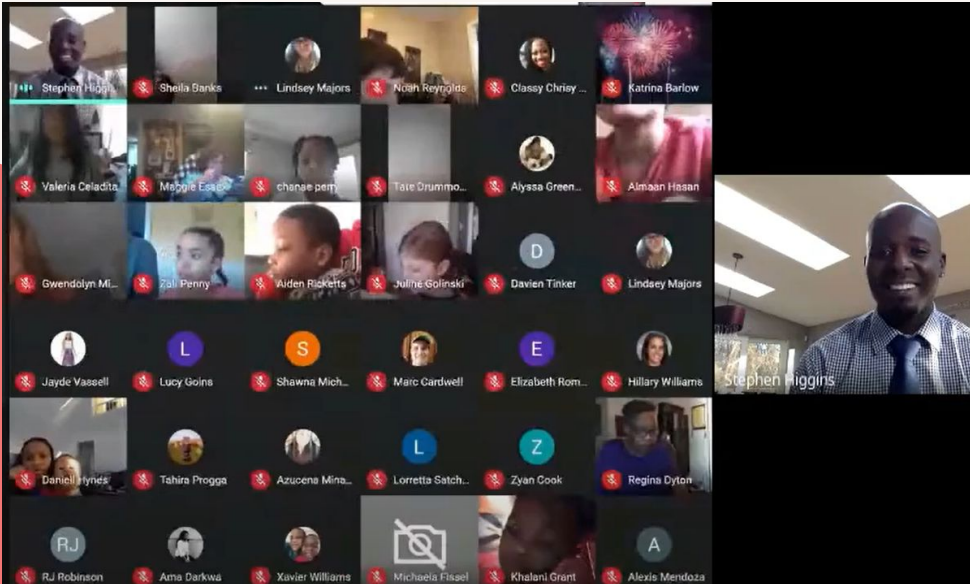 Stephen Higgi...
Sheila Banks
Lindsey Majors
Noah Reynolds
Classy Chrisy ...
Katrina Barlow
Valeria Celadita
Maggie
chanae perry
Tate Drummo...
Alyssa Green...
Almaan Hasan
Gwendolyn Mi...
Zali Penny
Aiden Ricketts
Juline Golinski
D
Davien Tinker
Lindsey Majors
Stephen Higgins
Jayde Vassell
L
Lucy Goins
S
Shawna Mich...
Marc Cardwell
E
Elizabeth Rom...
Hillary Williams
Daniell Hynes
Tahira Progga
Azucena Mina...
L
Lorretta Satch...
Z
Zyan Cook
Regina Dyton
RJ
RJ Robinson
Ama Darkwa
Xavier Williams
Michaela Fissel
Khalani Grant
A
Alexis Mendoza